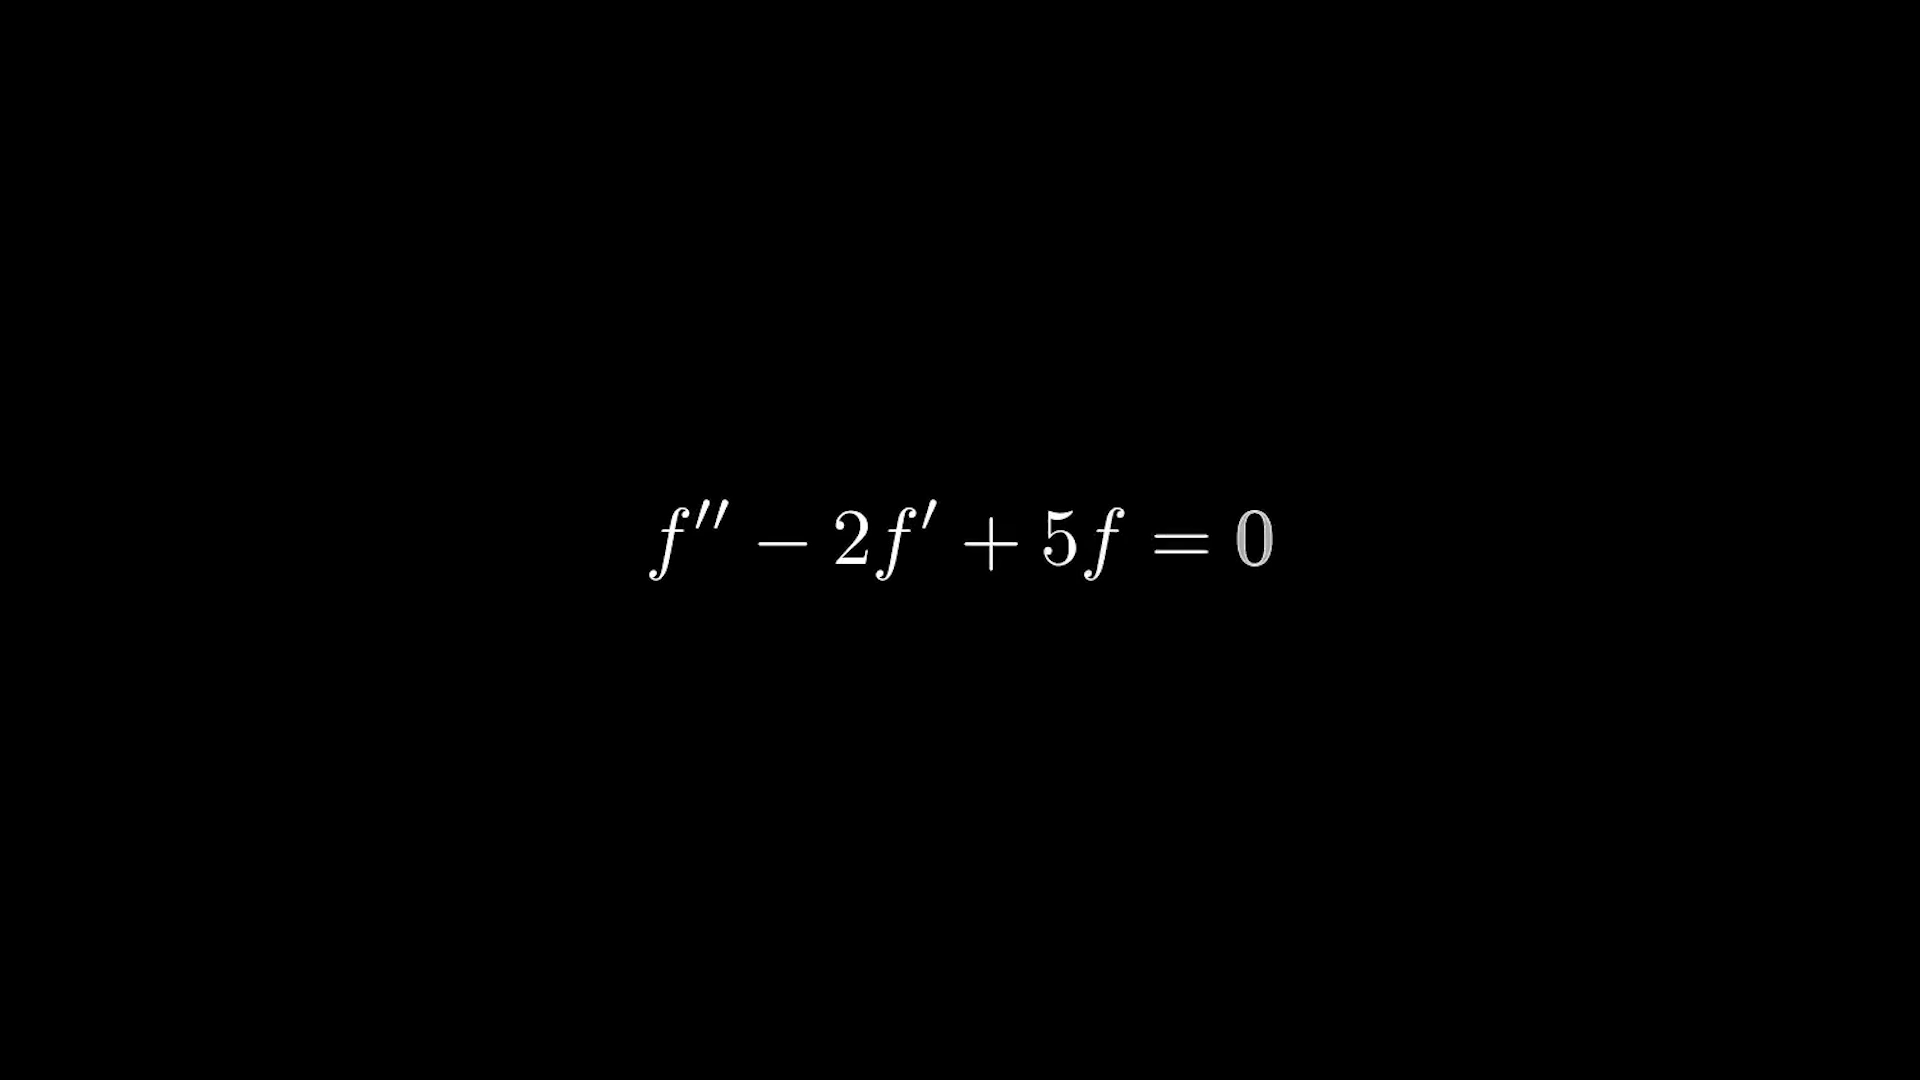 f′′ − 2f′ + 5f = 0